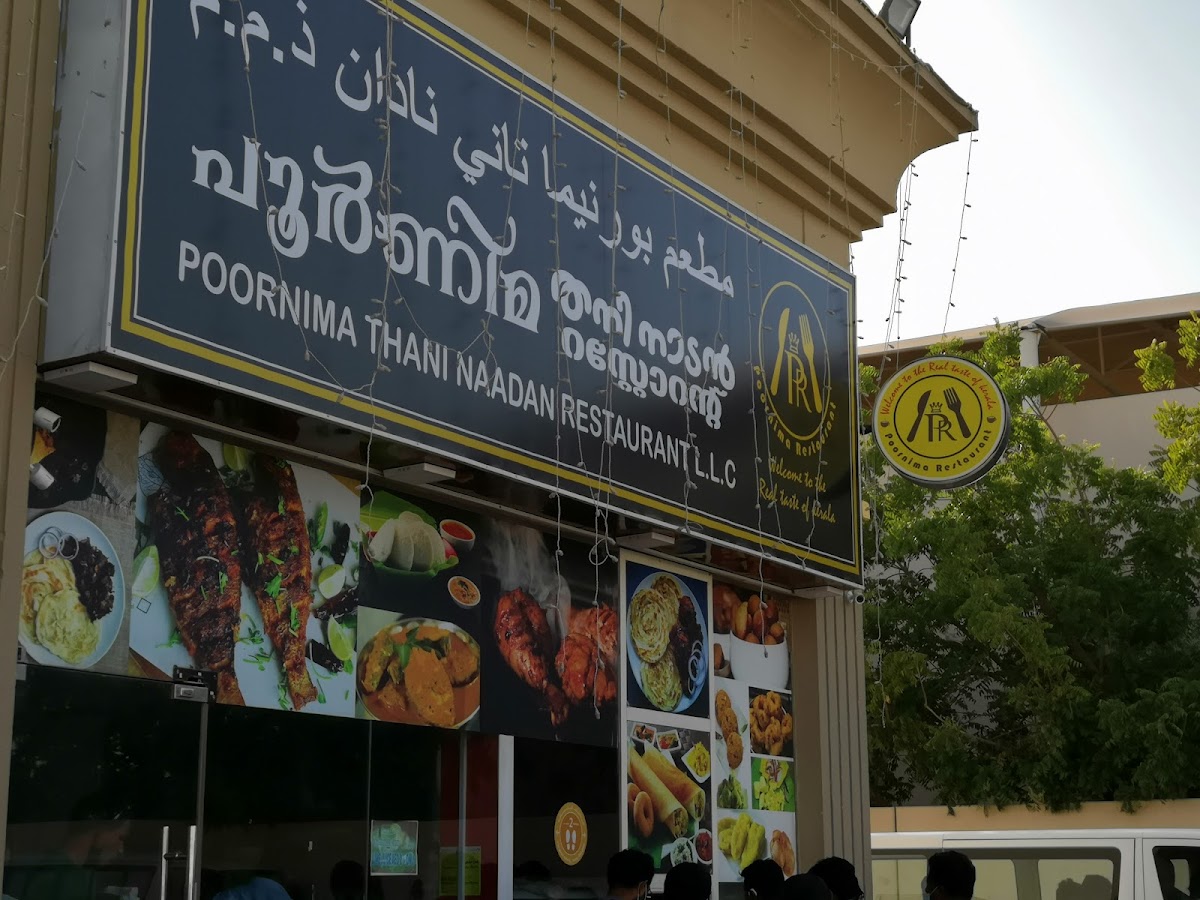 مطعم بورنيما تاني نادان ذ.م.م
പൂർണിമ തനി നാടൻ
റസ്റ്റോറന്റ്
POORNIMA THANI NAADAN RESTAURANT L.L.C
PR
Poornima Restaurant
Welcome to the
Real taste of kerala
Welcome to the Real taste of kerala
PR
Poornima Restaurant